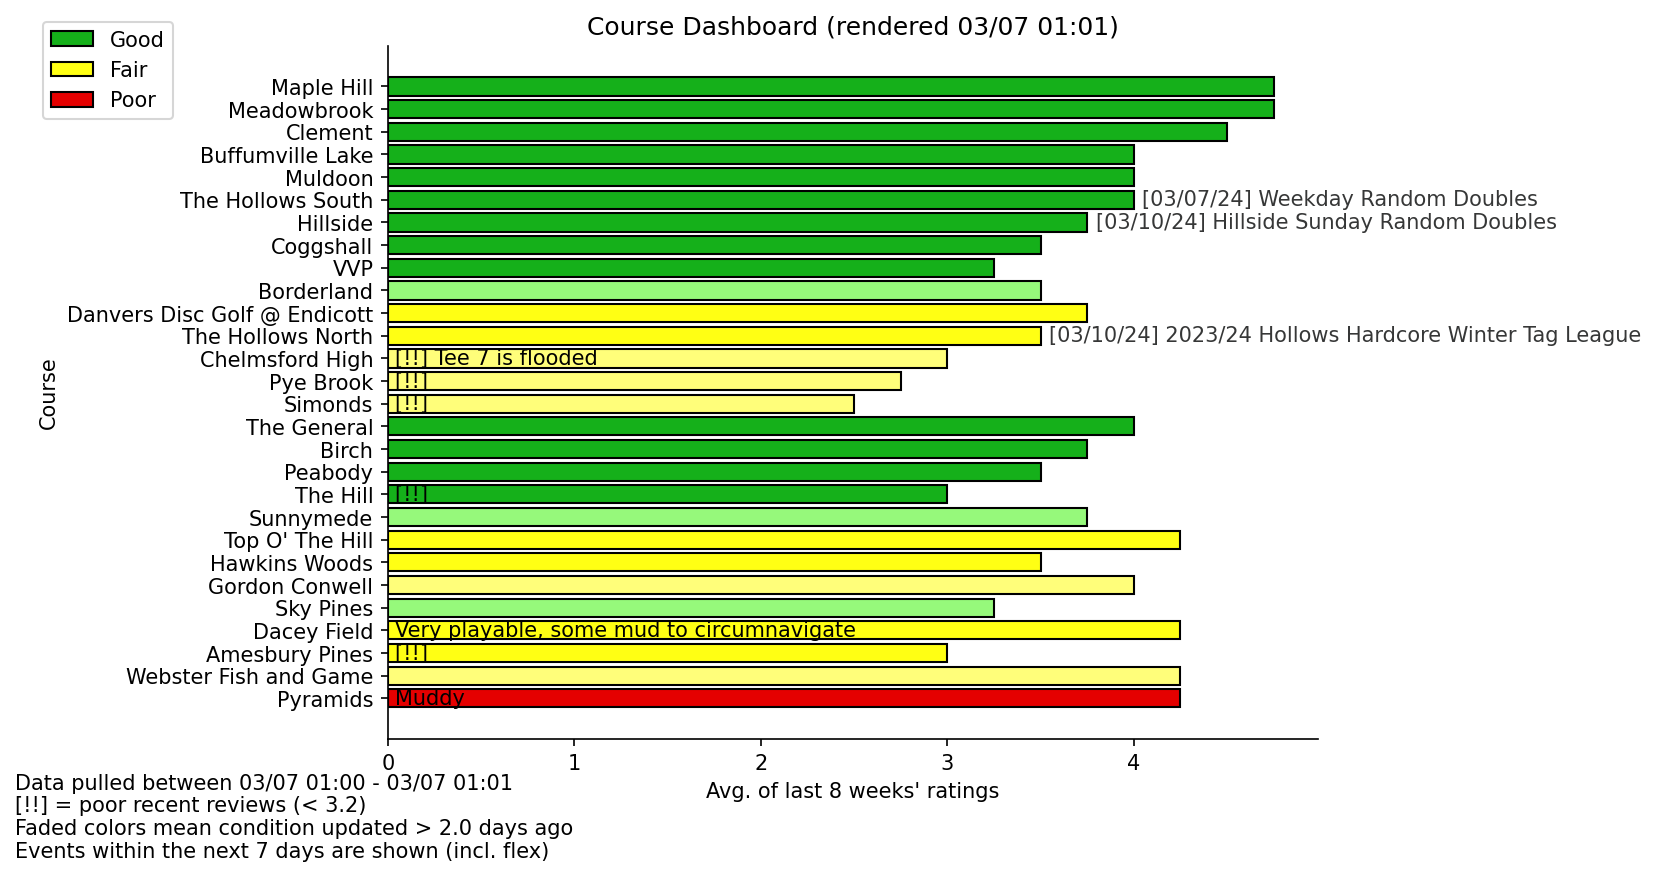 Course Dashboard (rendered 03/07 01:01)
Good
Fair
Poor
Course
Maple Hill
Meadowbrook
Clement
Buffumville Lake
Muldoon
The Hollows South [03/07/24] Weekday Random Doubles
Hillside [03/10/24] Hillside Sunday Random Doubles
Coggshall
VVP
Borderland
Danvers Disc Golf @ Endicott
The Hollows North [03/10/24] 2023/24 Hollows Hardcore Winter Tag League
Chelmsford High [!!] Tee 7 is flooded
Pye Brook [!!]
Simonds [!!]
The General
Birch
Peabody
The Hill [!!]
Sunnymede
Top O' The Hill
Hawkins Woods
Gordon Conwell
Sky Pines
Dacey Field Very playable, some mud to circumnavigate
Amesbury Pines [!!]
Webster Fish and Game
Pyramids Muddy
0 1 2 3 4
Avg. of last 8 weeks' ratings
Data pulled between 03/07 01:00 - 03/07 01:01
[!!] = poor recent reviews (< 3.2)
Faded colors mean condition updated > 2.0 days ago
Events within the next 7 days are shown (incl. flex)